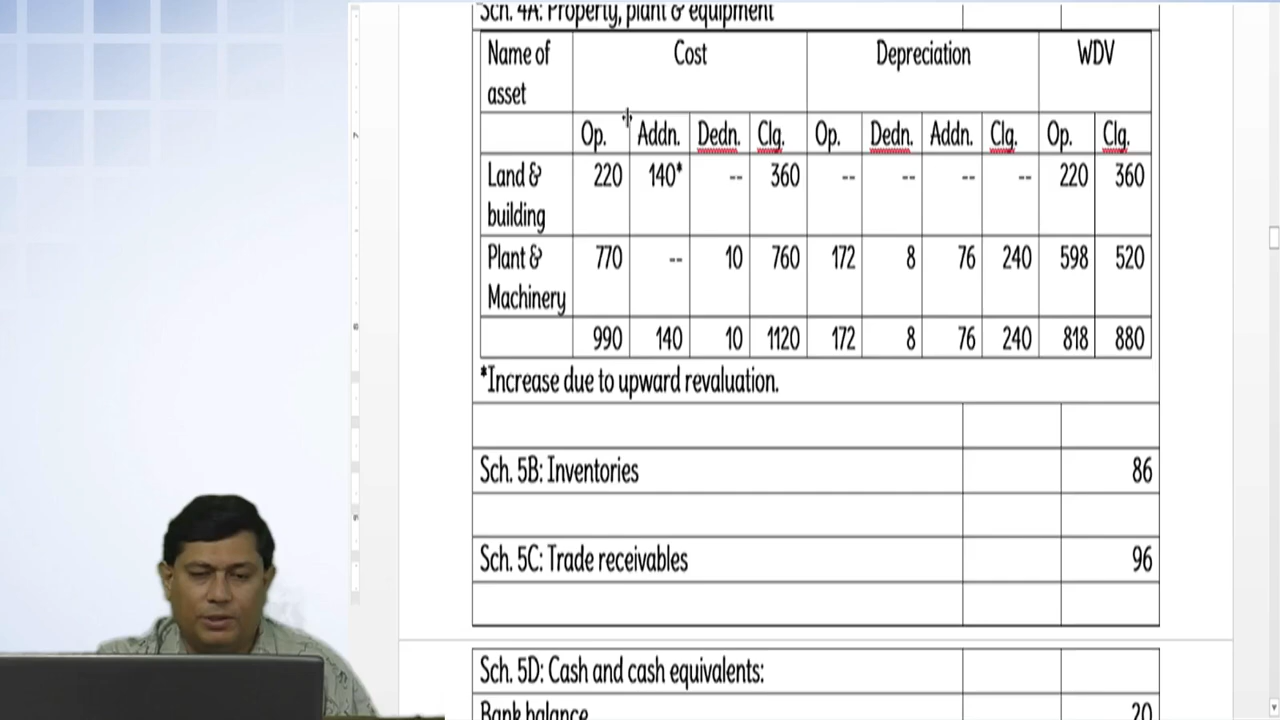 Sch. 4A: Property, plant & equipment
Name of asset Cost Depreciation WDV
Op. Addn. Dedn. Clg. Op. Dedn. Addn. Clg. Op. Clg.
Land & building 220 140* -- 360 -- -- -- -- 220 360
Plant & Machinery 770 -- 10 760 172 8 76 240 598 520
990 140 10 1120 172 8 76 240 818 880
*Increase due to upward revaluation.
Sch. 5B: Inventories 86
Sch. 5C: Trade receivables 96
Sch. 5D: Cash and cash equivalents:
Bank balance 20